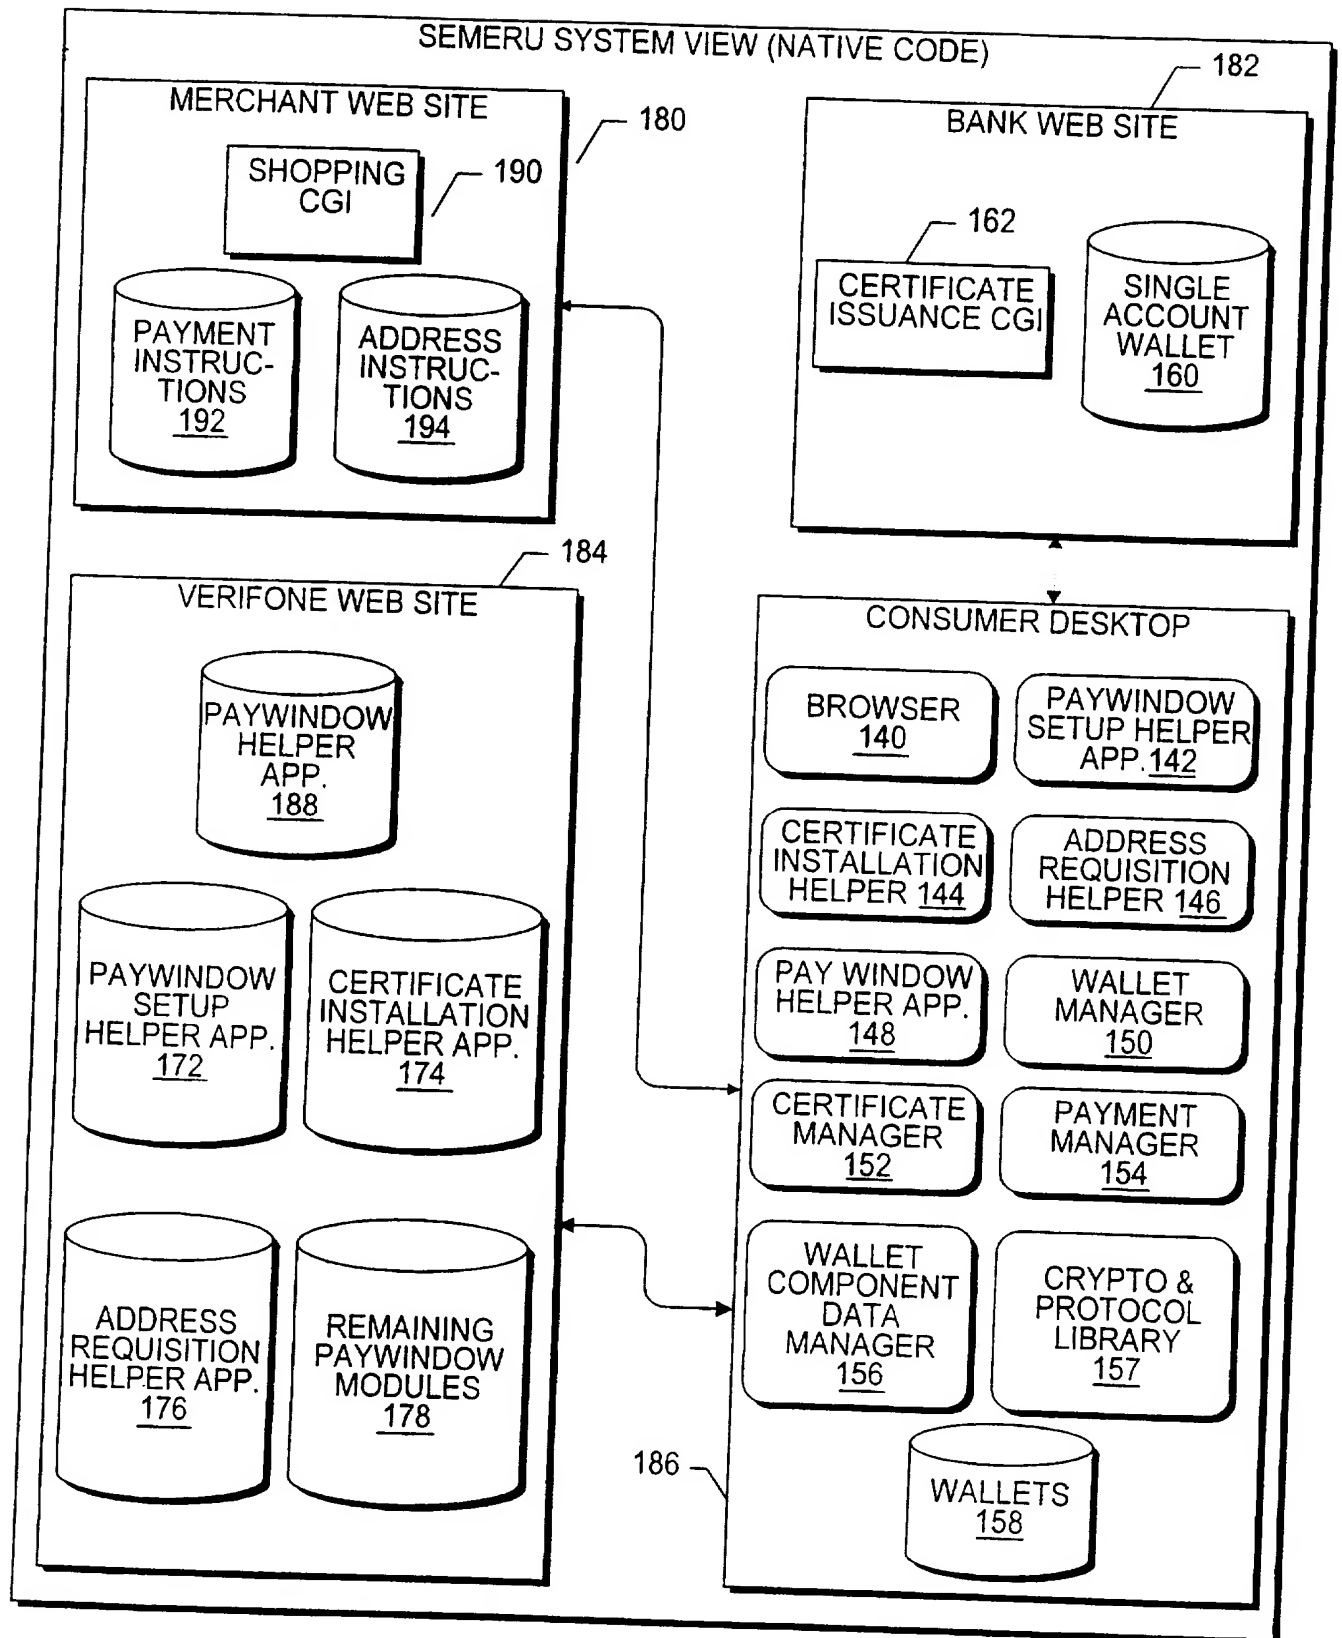 SEMERU SYSTEM VIEW (NATIVE CODE)
182
MERCHANT WEB SITE
180
SHOPPING
CGI
190
PAYMENT
INSTRUC-
TIONS
192
ADDRESS
INSTRUC-
TIONS
194
BANK WEB SITE
162
CERTIFICATE
ISSUANCE CGI
SINGLE
ACCOUNT
WALLET
160
184
VERIFONE WEB SITE
PAYWINDOW
HELPER
APP.
188
PAYWINDOW
SETUP
HELPER APP.
172
CERTIFICATE
INSTALLATION
HELPER APP.
174
ADDRESS
REQUISITION
HELPER APP.
176
REMAINING
PAYWINDOW
MODULES
178
CONSUMER DESKTOP
BROWSER
140
PAYWINDOW
SETUP HELPER
APP. 142
CERTIFICATE
INSTALLATION
HELPER 144
ADDRESS
REQUISITION
HELPER 146
PAY WINDOW
HELPER APP.
148
WALLET
MANAGER
150
CERTIFICATE
MANAGER
152
PAYMENT
MANAGER
154
WALLET
COMPONENT
DATA
MANAGER
156
CRYPTO &
PROTOCOL
LIBRARY
157
186
WALLETS
158